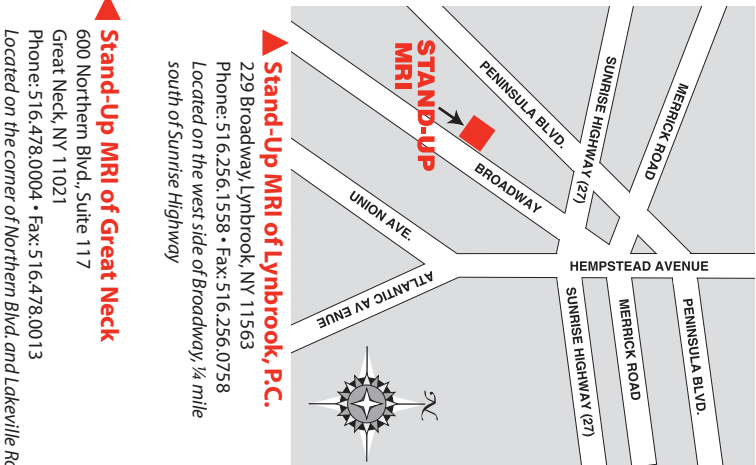 MERRICK ROAD
SUNRISE HIGHWAY (27)
PENINSULA BLVD.
STAND-UP
MRI
BROADWAY
HEMPSTEAD AVENUE
PENINSULA BLVD.
MERRICK ROAD
SUNRISE HIGHWAY (27)
UNION AVE.
ATLANTIC AV ENUE
N
Stand-Up MRI of Lynbrook, P.C.
229 Broadway, Lynbrook, NY 11563
Phone: 516.256.1558 • Fax: 516.256.0758
Located on the west side of Broadway, ¼ mile
south of Sunrise Highway
Stand-Up MRI of Great Neck
600 Northern Blvd., Suite 117
Great Neck, NY 11021
Phone: 516.478.0004 • Fax: 516.478.0013
Located on the corner of Northern Blvd. and Lakeville